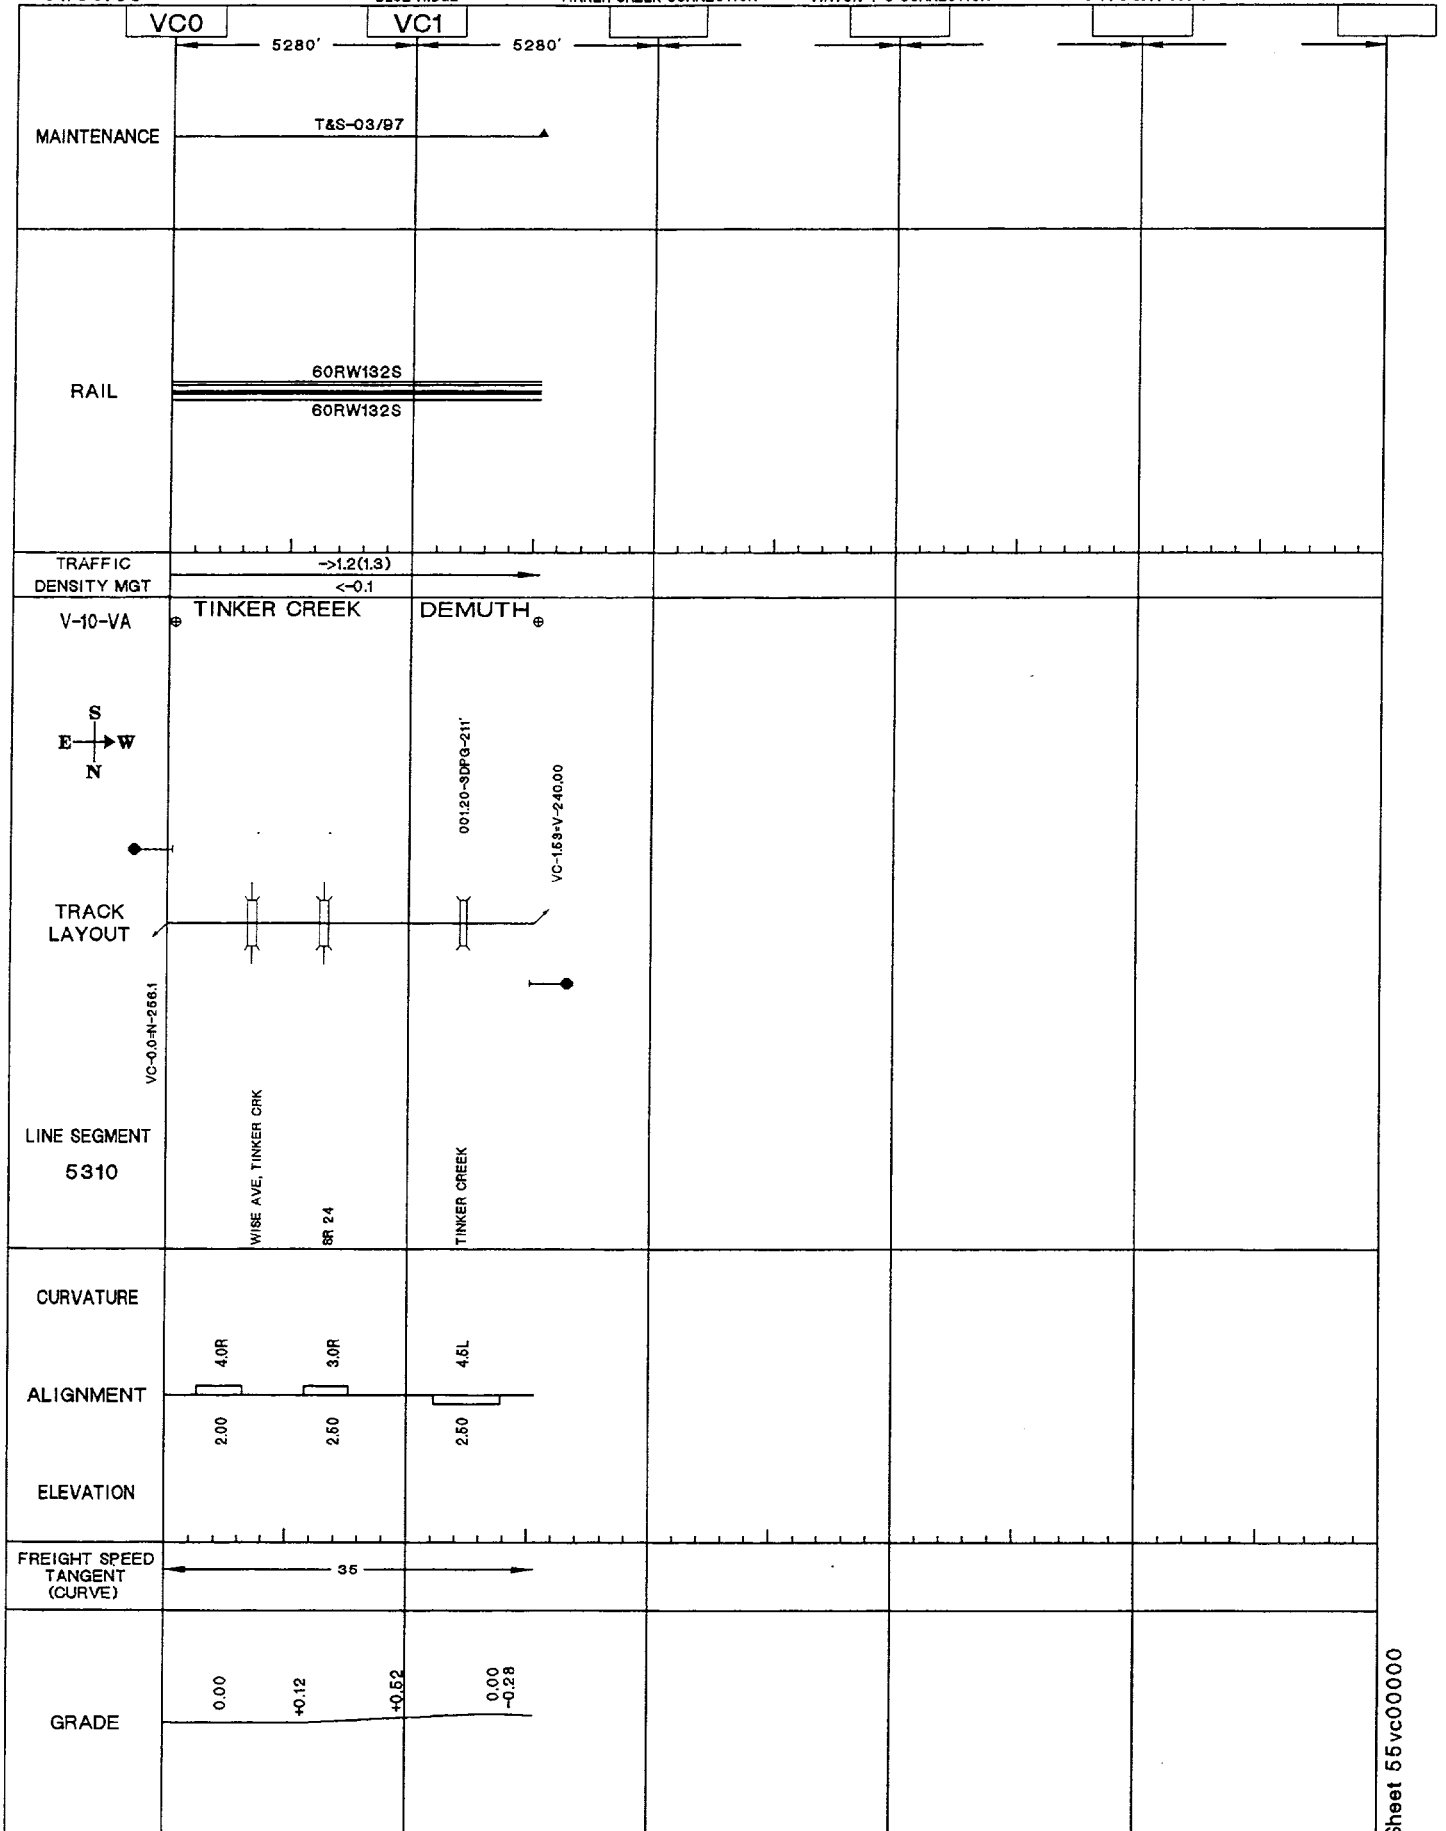 VC0
VC1
5280'
5280'
MAINTENANCE
T&S-03/97
RAIL
60RW132S
60RW132S
TRAFFIC
DENSITY MGT
->1.2(1.3)
<-0.1
V-10-VA
TINKER CREEK
DEMUTH
S
E
W
N
001.20-3DPG-211'
VC-1.53=V-240.00
TRACK
LAYOUT
VC-0.0=N-256.1
LINE SEGMENT
5310
WISE AVE, TINKER CRK
SR 24
TINKER CREEK
CURVATURE
4.0R
3.0R
4.5L
ALIGNMENT
2.00
2.50
2.50
ELEVATION
FREIGHT SPEED
TANGENT
(CURVE)
35
GRADE
0.00
+0.12
+0.52
0.00
-0.28
Sheet 55vc00000